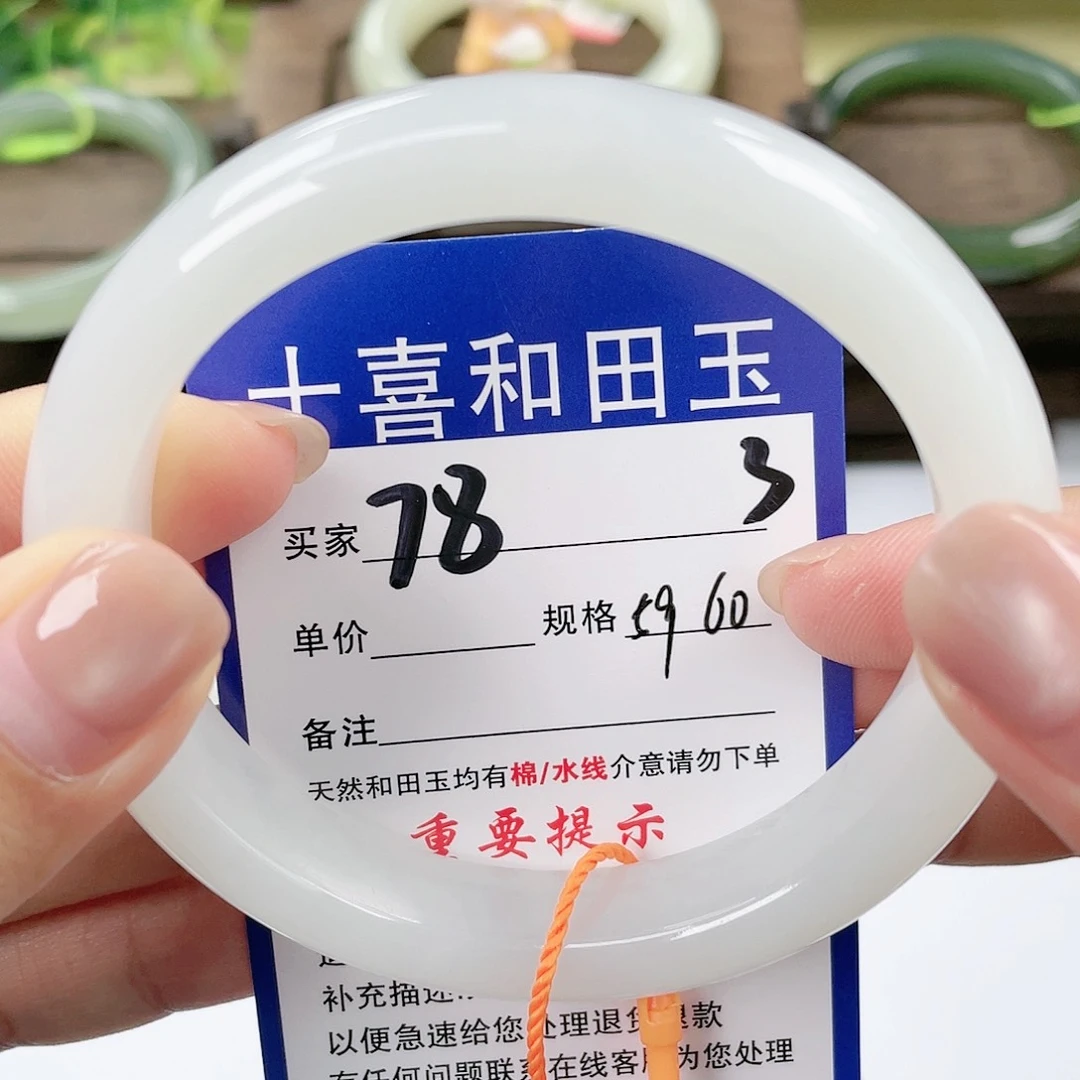 十喜和田玉
买家 78 3
单价 规格 59 60
备注
天然和田玉均有棉/水线介意请勿下单
重要提示
补充描述
以便急速给您处理退货退款
有任何问题联系在线客服为您处理